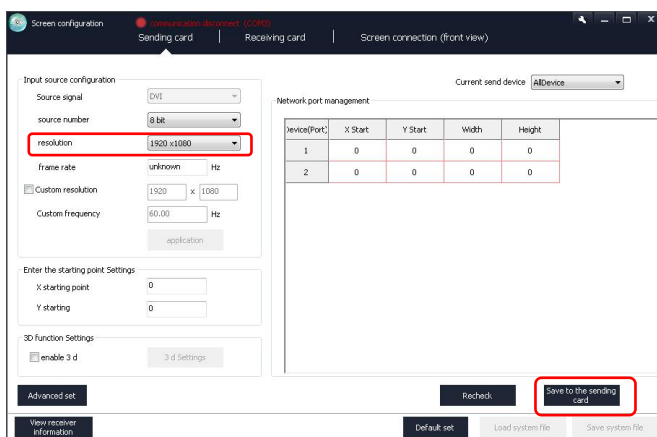 Screen configuration
communication disconnect (COM3)
Sending card
Receiving card
Screen connection (front view)
Input source configuration
Current send device
AllDevice
Source signal
DVI
Network port management
source number
8 bit
Device(Port)
X Start
Y Start
Width
Height
resolution
1920 x1080
1
0
0
0
0
frame rate
unknown
Hz
2
0
0
0
0
Custom resolution
1920
x
1080
Custom frequency
60.00
Hz
application
Enter the starting point Settings
X starting point
0
Y starting
0
3D function Settings
enable 3 d
3 d Settings
Advanced set
Recheck
Save to the sending
card
View receiver
information
Default set
Load system file
Save system file